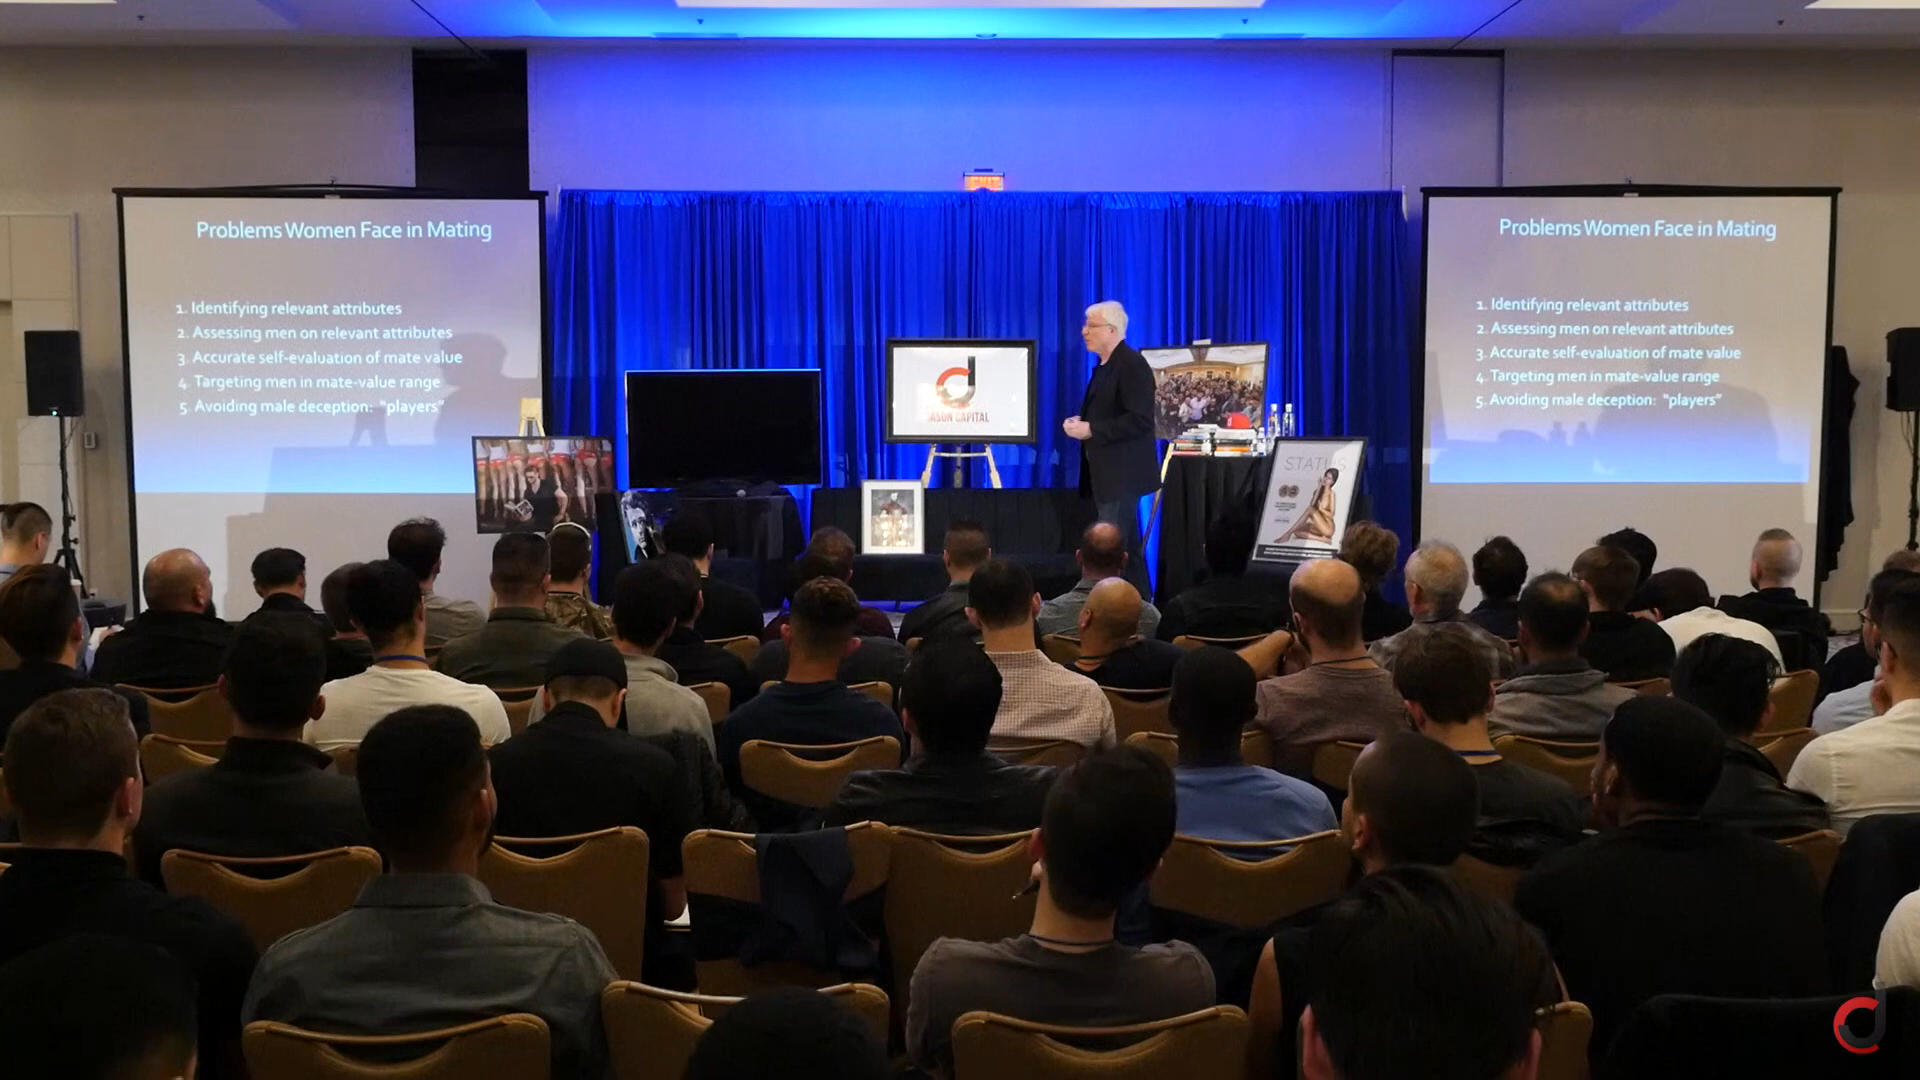 EXIT
Problems Women Face in Mating
1. Identifying relevant attributes
2. Assessing men on relevant attributes
3. Accurate self-evaluation of mate value
4. Targeting men in mate-value range
5. Avoiding male deception: "players"
JASON CAPITAL
STATUS
Problems Women Face in Mating
1. Identifying relevant attributes
2. Assessing men on relevant attributes
3. Accurate self-evaluation of mate value
4. Targeting men in mate-value range
5. Avoiding male deception: "players"